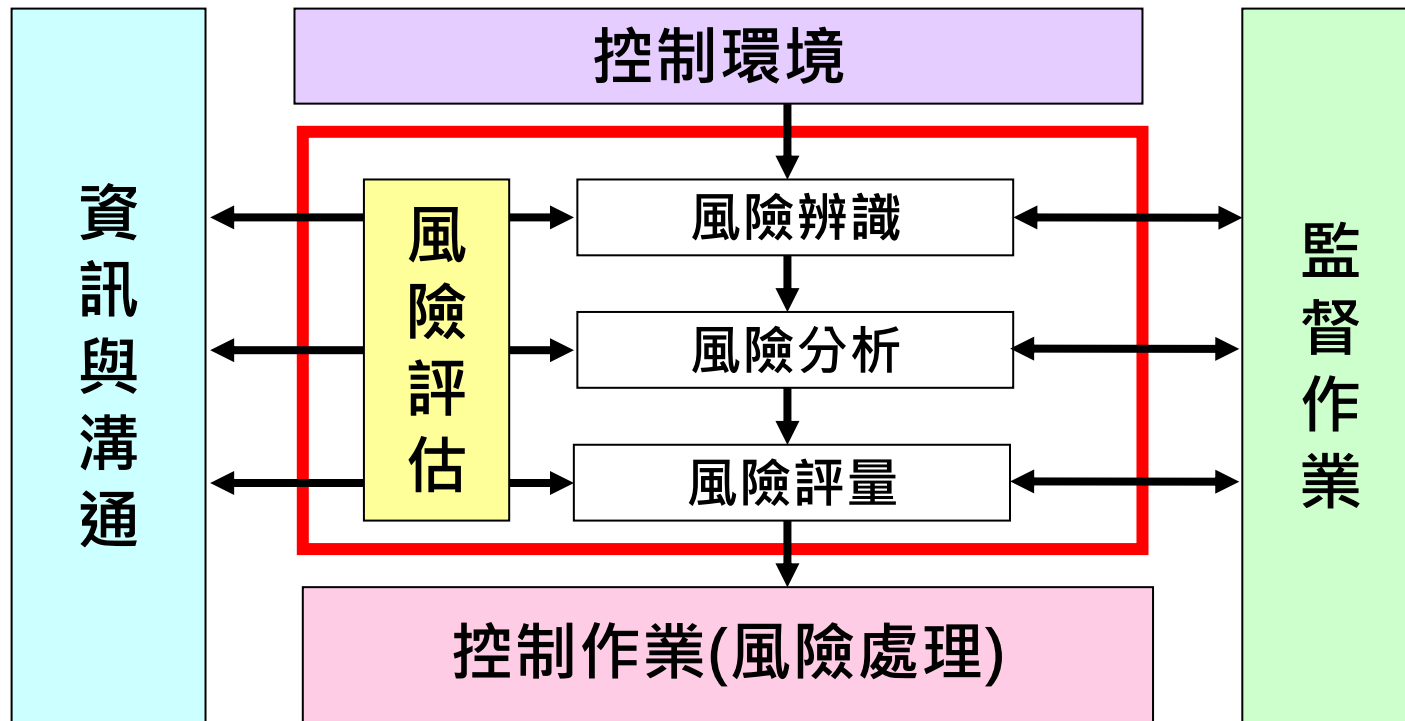 控制環境
資訊與溝通
風險評估
風險辨識
風險分析
風險評量
監督作業
控制作業(風險處理)